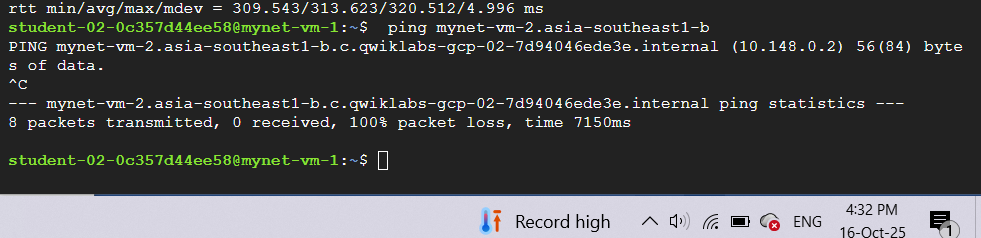 rtt min/avg/max/mdev = 309.543/313.623/320.512/4.996 ms
student-02-0c357d44ee58@mynet-vm-1:~$  ping mynet-vm-2.asia-southeast1-b
PING mynet-vm-2.asia-southeast1-b.c.qwiklabs-gcp-02-7d94046ede3e.internal (10.148.0.2) 56(84) byte
s of data.
^C
--- mynet-vm-2.asia-southeast1-b.c.qwiklabs-gcp-02-7d94046ede3e.internal ping statistics ---
8 packets transmitted, 0 received, 100% packet loss, time 7150ms
student-02-0c357d44ee58@mynet-vm-1:~$
Record high
ENG
4:32 PM
16-Oct-25
1